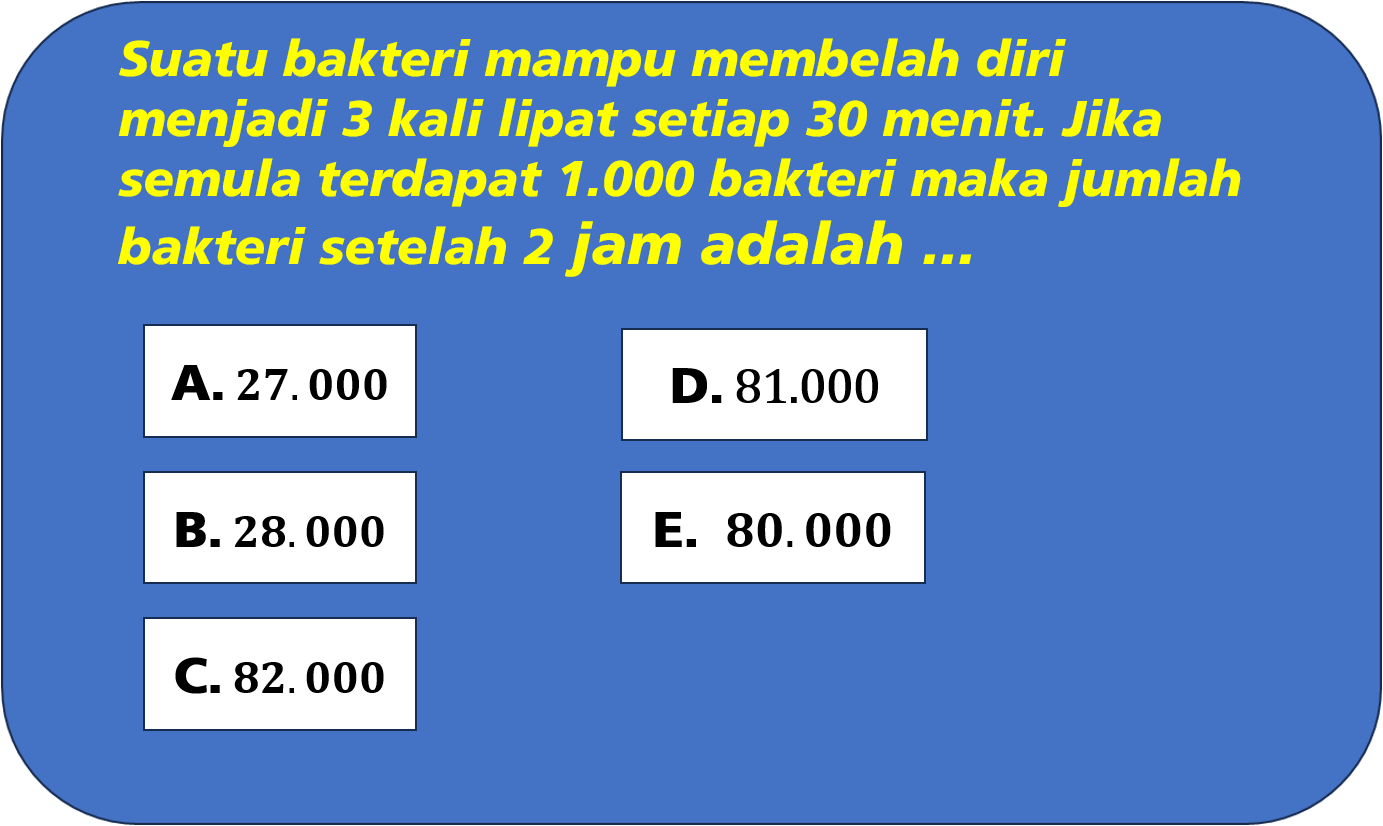 Suatu bakteri mampu membelah diri
menjadi 3 kali lipat setiap 30 menit. Jika
semula terdapat 1.000 bakteri maka jumlah
bakteri setelah 2 jam adalah ...
A. 27.000
B. 28.000
C. 82.000
D. 81.000
E. 80.000